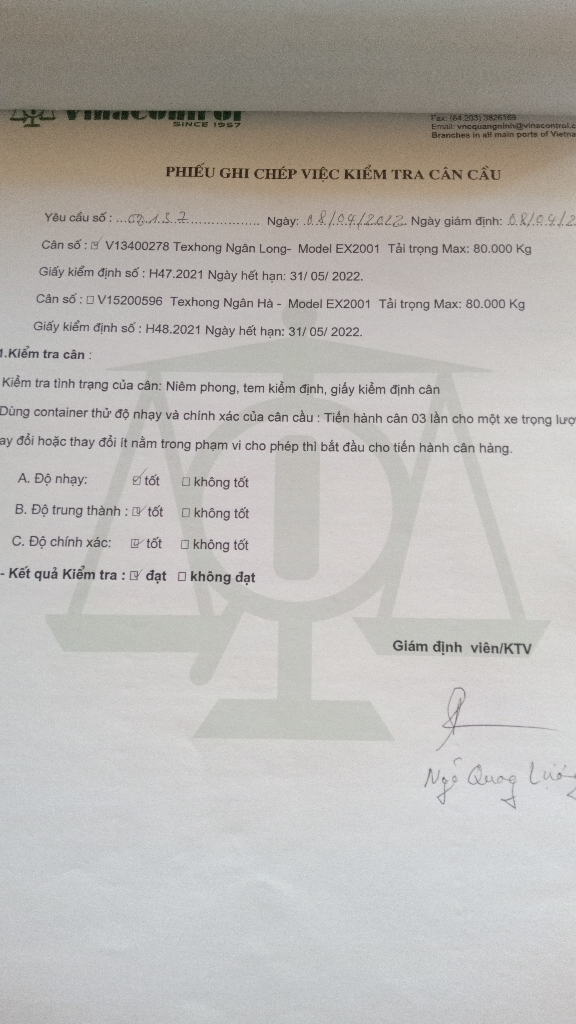 Vinacontrol
SINCE 1957
Fax: (84.203) 3826169
Email: vncquangninh@vinacontrol.c
Branches in all main ports of Vietna
PHIẾU GHI CHÉP VIỆC KIỂM TRA CÂN CẦU
Yêu cầu số : Ngày: 08/04/2022 Ngày giám định: 08/04/2
Cân số : ☑ V13400278 Texhong Ngân Long- Model EX2001 Tải trọng Max: 80.000 Kg
Giấy kiểm định số : H47.2021 Ngày hết hạn: 31/ 05/ 2022.
Cân số : ☐ V15200596 Texhong Ngân Hà - Model EX2001 Tải trọng Max: 80.000 Kg
Giấy kiểm định số : H48.2021 Ngày hết hạn: 31/ 05/ 2022.
1.Kiểm tra cân :
Kiểm tra tình trạng của cân: Niêm phong, tem kiểm định, giấy kiểm định cân
Dùng container thử độ nhạy và chính xác của cân cầu : Tiến hành cân 03 lần cho một xe trọng lượ
ay đổi hoặc thay đổi ít nằm trong phạm vi cho phép thì bắt đầu cho tiến hành cân hàng.
A. Độ nhạy: ☑ tốt ☐ không tốt
B. Độ trung thành : ☑ tốt ☐ không tốt
C. Độ chính xác: ☑ tốt ☐ không tốt
- Kết quả Kiểm tra : ☑ đạt ☐ không đạt
Giám định viên/KTV
Ngô Quang